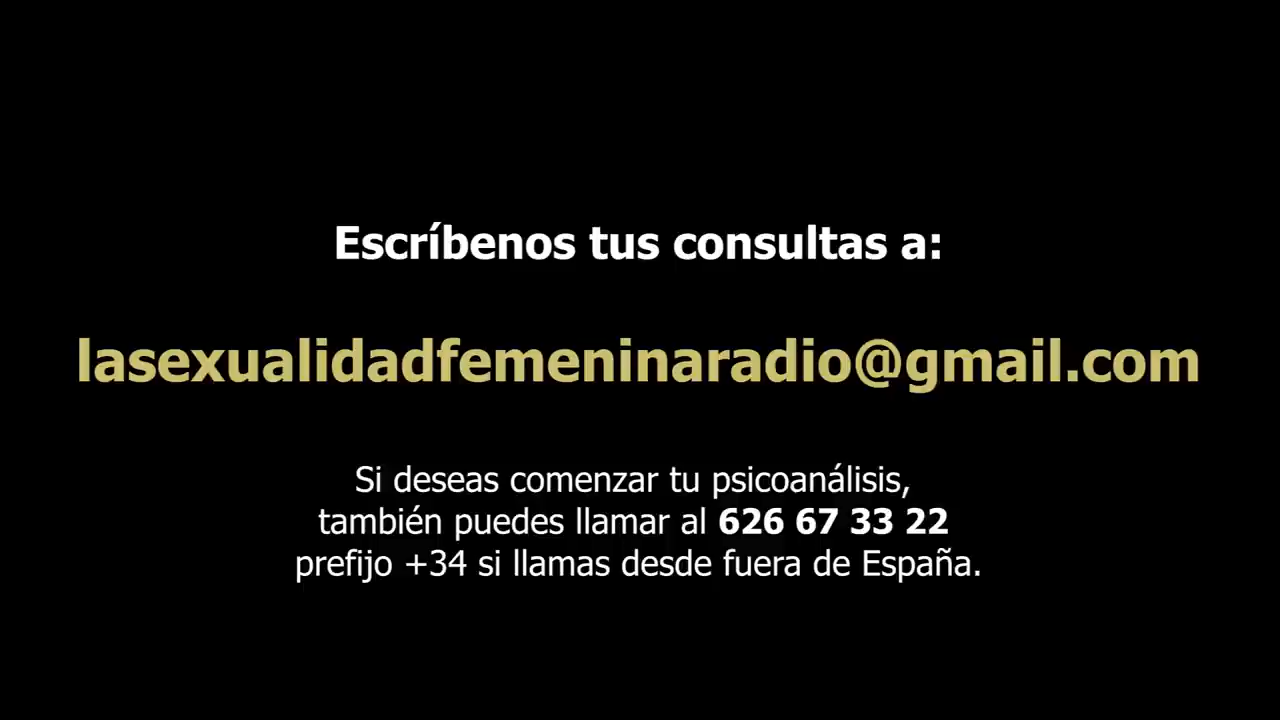 Escríbenos tus consultas a:
lasexualidadfemeninaradio@gmail.com
Si deseas comenzar tu psicoanálisis,
también puedes llamar al 626 67 33 22
prefijo +34 si llamas desde fuera de España.